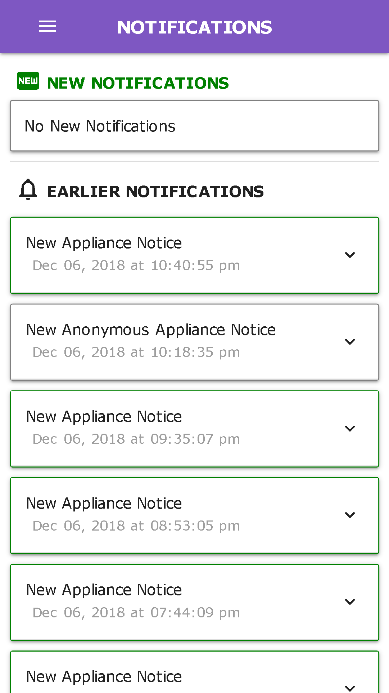 NOTIFICATIONS
NEW NEW NOTIFICATIONS
No New Notifications
EARLIER NOTIFICATIONS
New Appliance Notice
Dec 06, 2018 at 10:40:55 pm
New Anonymous Appliance Notice
Dec 06, 2018 at 10:18:35 pm
New Appliance Notice
Dec 06, 2018 at 09:35:07 pm
New Appliance Notice
Dec 06, 2018 at 08:53:05 pm
New Appliance Notice
Dec 06, 2018 at 07:44:09 pm
New Appliance Notice